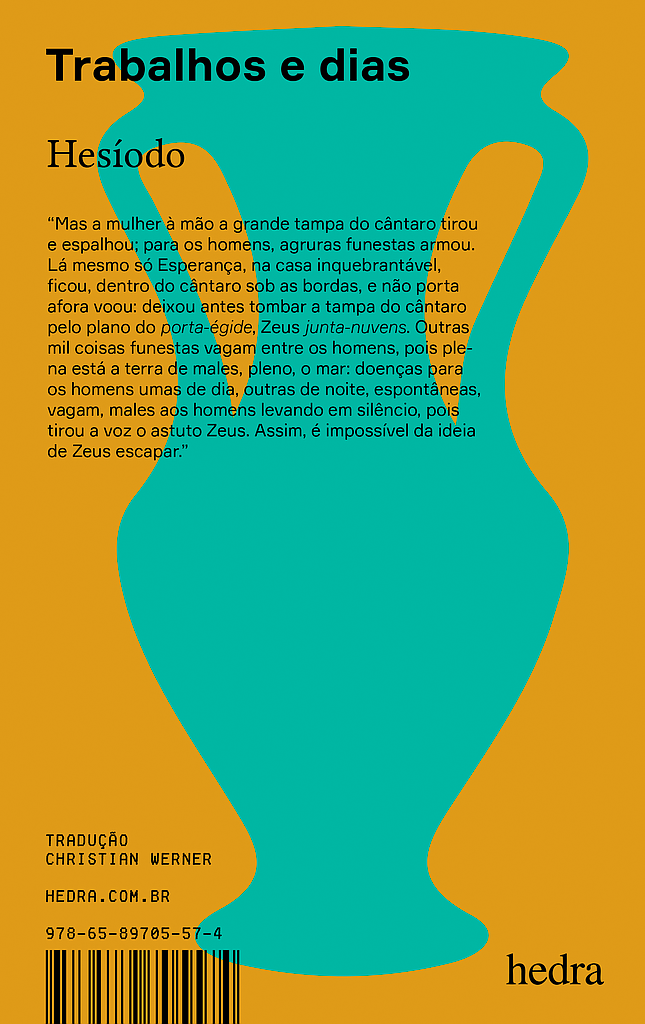 Trabalhos e dias
Hesíodo
“Mas a mulher à mão a grande tampa do cântaro tirou
e espalhou; para os homens, agruras funestas armou.
Lá mesmo só Esperança, na casa inquebrantável,
ficou, dentro do cântaro sob as bordas, e não porta
afora voou: deixou antes tombar a tampa do cântaro
pelo plano do porta-égide, Zeus junta-nuvens. Outras
mil coisas funestas vagam entre os homens, pois ple-
na está a terra de males, pleno, o mar: doenças para
os homens umas de dia, outras de noite, espontâneas,
vagam, males aos homens levando em silêncio, pois
tirou a voz o astuto Zeus. Assim, é impossível da ideia
de Zeus escapar.”
TRADUÇÃO
CHRISTIAN WERNER
HEDRA.COM.BR
978-65-89705-57-4
hedra